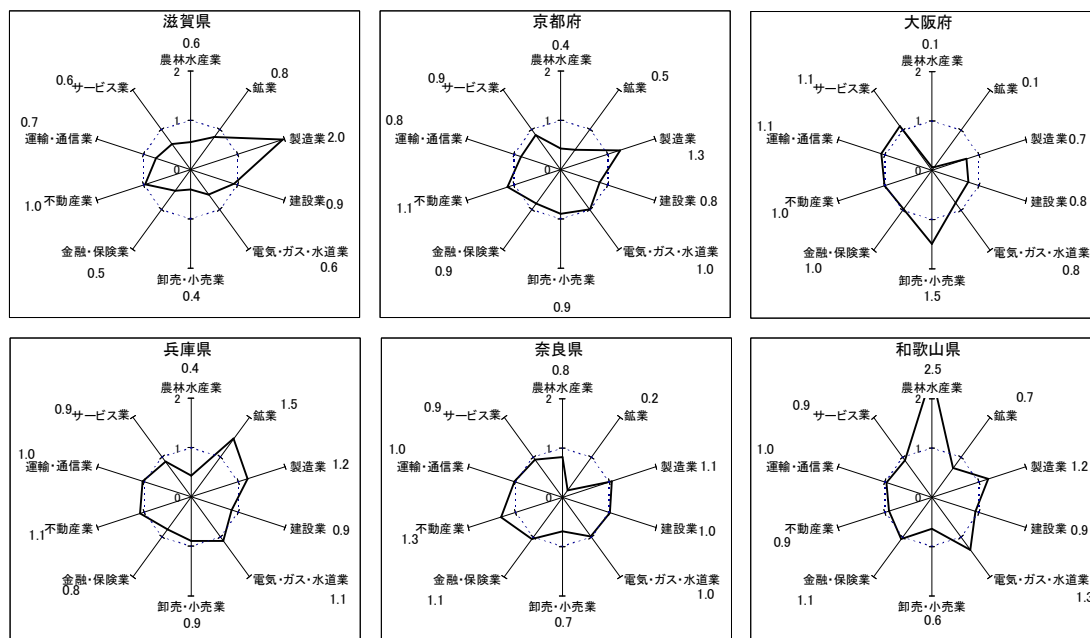 滋賀県
0.6
農林水産業
0.8
鉱業
製造業 2.0
建設業 0.9
電気・ガス・水道業
0.6
卸売・小売業
0.4
金融・保険業
0.5
不動産業
1.0
運輸・通信業
0.7
サービス業
0.6
2
1
0
京都府
0.4
農林水産業
0.5
鉱業
製造業
1.3
建設業
0.8
電気・ガス・水道業
1.0
卸売・小売業
0.9
金融・保険業
0.9
不動産業
1.1
運輸・通信業
0.8
サービス業
0.9
2
1
0
大阪府
0.1
農林水産業
0.1
鉱業
製造業 0.7
建設業
0.8
電気・ガス・水道業
0.8
卸売・小売業
1.5
金融・保険業
1.0
不動産業
1.0
運輸・通信業
1.1
サービス業
1.1
2
1
0
兵庫県
0.4
農林水産業
1.5
鉱業
製造業 1.2
建設業
0.9
電気・ガス・水道業
1.1
卸売・小売業
0.9
金融・保険業
0.8
不動産業
1.1
運輸・通信業
1.0
サービス業
0.9
2
1
0
奈良県
0.8
農林水産業
0.2
鉱業
製造業 1.1
建設業 1.0
電気・ガス・水道業
1.0
卸売・小売業
0.7
金融・保険業
1.1
不動産業
1.3
運輸・通信業
1.0
サービス業
0.9
2
1
0
和歌山県
2.5
農林水産業
0.7
鉱業
製造業 1.2
建設業
0.9
電気・ガス・水道業
1.3
卸売・小売業
0.6
金融・保険業
1.1
不動産業
0.9
運輸・通信業
1.0
サービス業
0.9
2
1
0